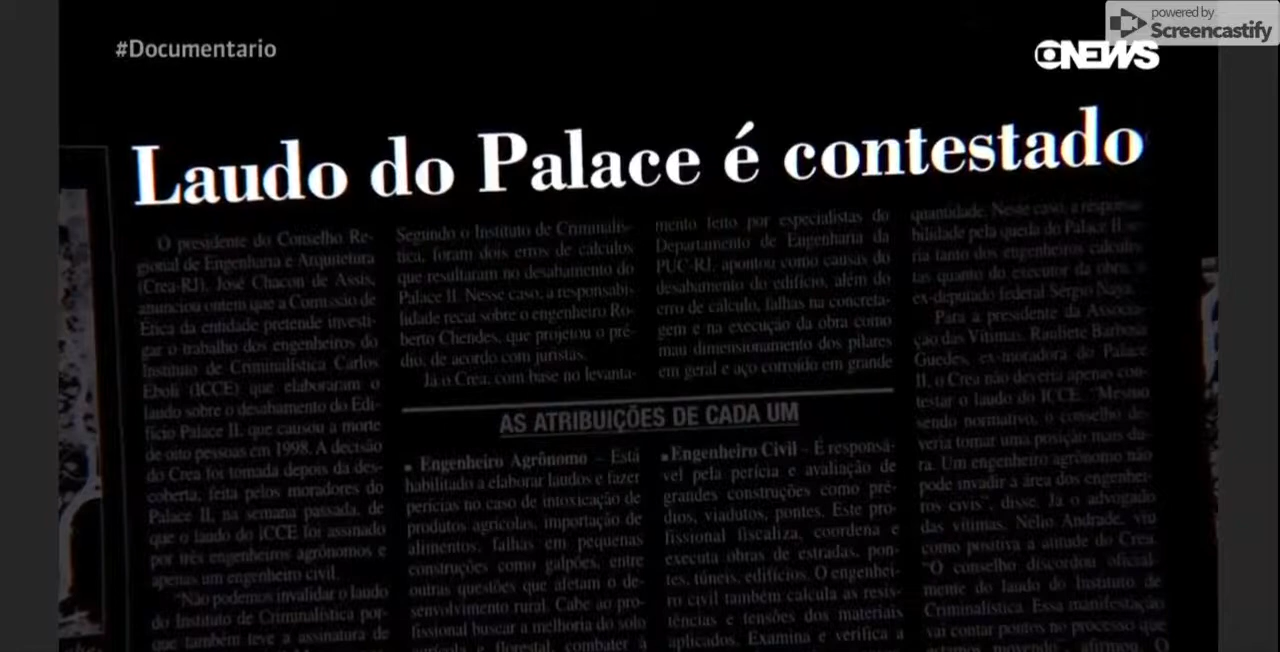 powered by
Screencastify
#Documentario
NEWS
Laudo do Palace é contestado
O presidente do Conselho Re-
gional de Engenharia e Arquitetura
(Crea-RJ), José Chacon de Assis,
anunciou ontem que a Comissão de
Ética da entidade pretende investi-
gar o trabalho dos engenheiros do
Instituto de Criminalística Carlos
Eboli (ICCE) que elaboraram o
laudo sobre o desabamento do Edi-
fício Palace II, que causou a morte
de oito pessoas em 1998. A decisão
do Crea foi tomada depois da des-
coberta, feita pelos moradores do
Palace II, na semana passada, de
que o laudo do ICCE foi assinado
por três engenheiros agrônomos e
apenas um engenheiro civil.
"Não podemos invalidar o laudo
do Instituto de Criminalística por-
que também teve a assinatura de
Segundo o Instituto de Criminalís-
tica, foram dois erros de cálculos
que resultaram no desabamento do
Palace II. Nesse caso, a responsabi-
lidade recai sobre o engenheiro Ro-
berto Chendes, que projetou o pré-
dio, de acordo com juristas.
Já o Crea, com base no levanta-
mento feito por especialistas do
Departamento de Engenharia da
PUC-RJ, apontou como causas do
desabamento do edifício, além do
erro de cálculo, falhas na concreta-
gem e na execução da obra como
mau dimensionamento dos pilares
em geral e aço corroído em grande
quantidade. Nesse caso, a responsa-
bilidade pela queda do Palace II se-
ria tanto dos engenheiros calculis-
tas quanto do executor da obra, o
ex-deputado federal Sérgio Naya.
Para a presidente da Associa-
ção das Vítimas, Rauliete Barbosa
Guedes, ex-moradora do Palace
II, o Crea não deveria apenas con-
testar o laudo do ICCE. "Mesmo
sendo normativo, o conselho de-
veria tomar uma posição mais du-
ra. Um engenheiro agrônomo não
pode invadir a área dos engenhei-
ros civis", disse. Já o advogado
das vítimas, Nélio Andrade, viu
como positiva a atitude do Crea.
"O conselho discordou oficial-
mente do laudo do Instituto de
Criminalística. Essa manifestação
vai contar pontos no processo que
afirmou. O
AS ATRIBUIÇÕES DE CADA UM
▪ Engenheiro Agrônomo – Está
habilitado a elaborar laudos e fazer
perícias no caso de intoxicação de
produtos agrícolas, importação de
alimentos, falhas em pequenas
construções como galpões, entre
outras questões que afetam o de-
senvolvimento rural. Cabe ao pro-
fissional buscar a melhoria do solo
e florestal, combater à
▪ Engenheiro Civil – É responsá-
vel pela perícia e avaliação de
grandes construções como pré-
dios, viadutos, pontes. Este pro-
fissional fiscaliza, coordena e
executa obras de estradas, pon-
tes, túneis, edifícios. O engenhei-
ro civil também calcula as resis-
tências e tensões dos materiais
aplicados. Examina e verifica a